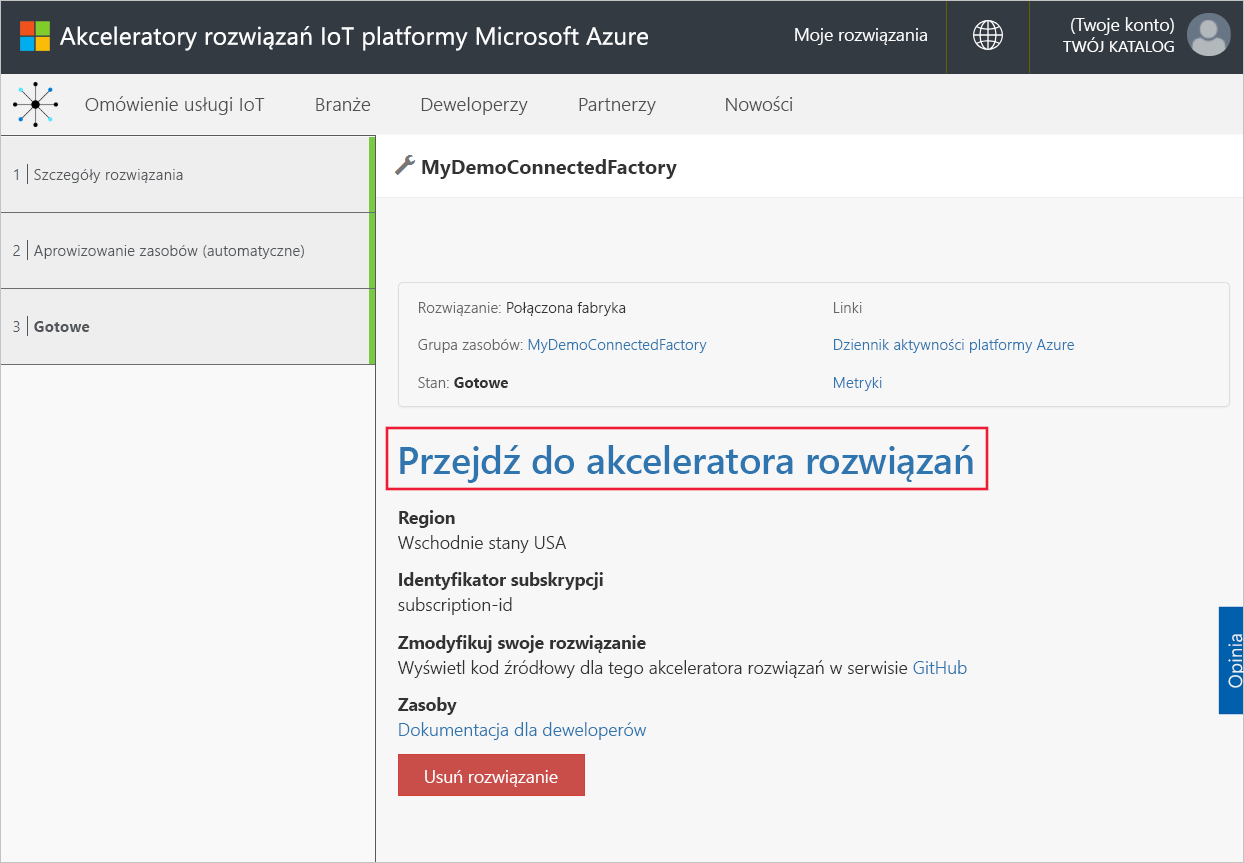 Akceleratory rozwiązań IoT platformy Microsoft Azure
Moje rozwiązania
(Twoje konto)
TWÓJ KATALOG
Omówienie usługi IoT
Branże
Deweloperzy
Partnerzy
Nowości
1 Szczegóły rozwiązania
2 Aprowizowanie zasobów (automatyczne)
3 Gotowe
MyDemoConnectedFactory
Rozwiązanie: Połączona fabryka
Grupa zasobów: MyDemoConnectedFactory
Stan: Gotowe
Linki
Dziennik aktywności platformy Azure
Metryki
Przejdź do akceleratora rozwiązań
Region
Wschodnie stany USA
Identyfikator subskrypcji
subscription-id
Zmodyfikuj swoje rozwiązanie
Wyświetl kod źródłowy dla tego akceleratora rozwiązań w serwisie GitHub
Zasoby
Dokumentacja dla deweloperów
Usuń rozwiązanie
Opinia